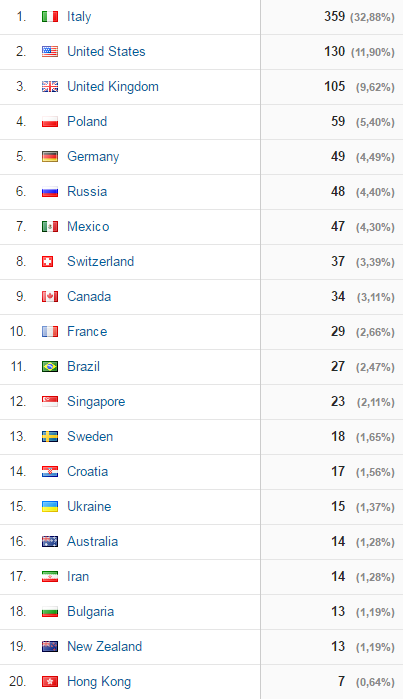 1. Italy 359 (32,88%)
2. United States 130 (11,90%)
3. United Kingdom 105 (9,62%)
4. Poland 59 (5,40%)
5. Germany 49 (4,49%)
6. Russia 48 (4,40%)
7. Mexico 47 (4,30%)
8. Switzerland 37 (3,39%)
9. Canada 34 (3,11%)
10. France 29 (2,66%)
11. Brazil 27 (2,47%)
12. Singapore 23 (2,11%)
13. Sweden 18 (1,65%)
14. Croatia 17 (1,56%)
15. Ukraine 15 (1,37%)
16. Australia 14 (1,28%)
17. Iran 14 (1,28%)
18. Bulgaria 13 (1,19%)
19. New Zealand 13 (1,19%)
20. Hong Kong 7 (0,64%)